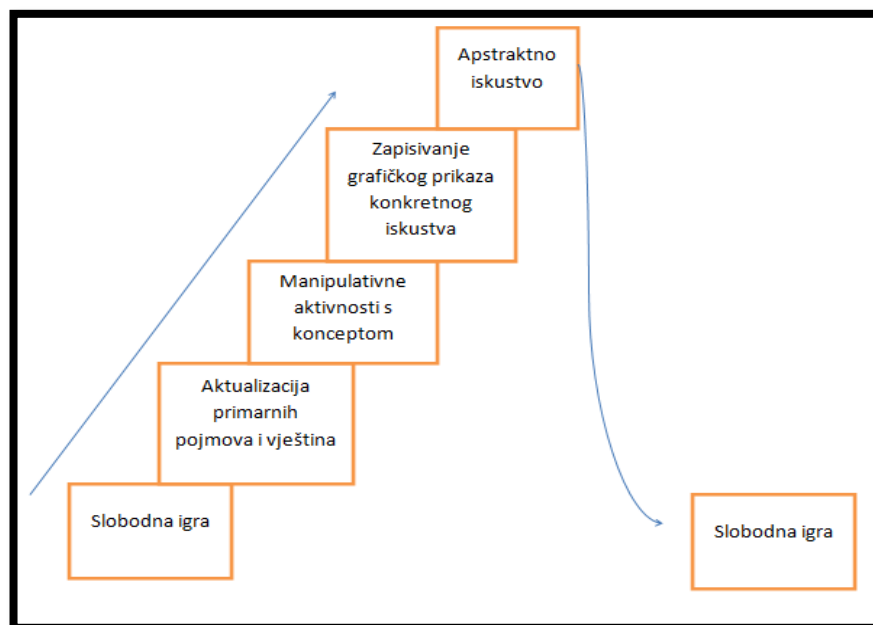 Apstraktno
iskustvo
Zapisivanje
grafičkog prikaza
konkretnog
iskustva
Manipulativne
aktivnosti s
konceptom
Aktualizacija
primarnih
pojmova i vještina
Slobodna igra
Slobodna igra